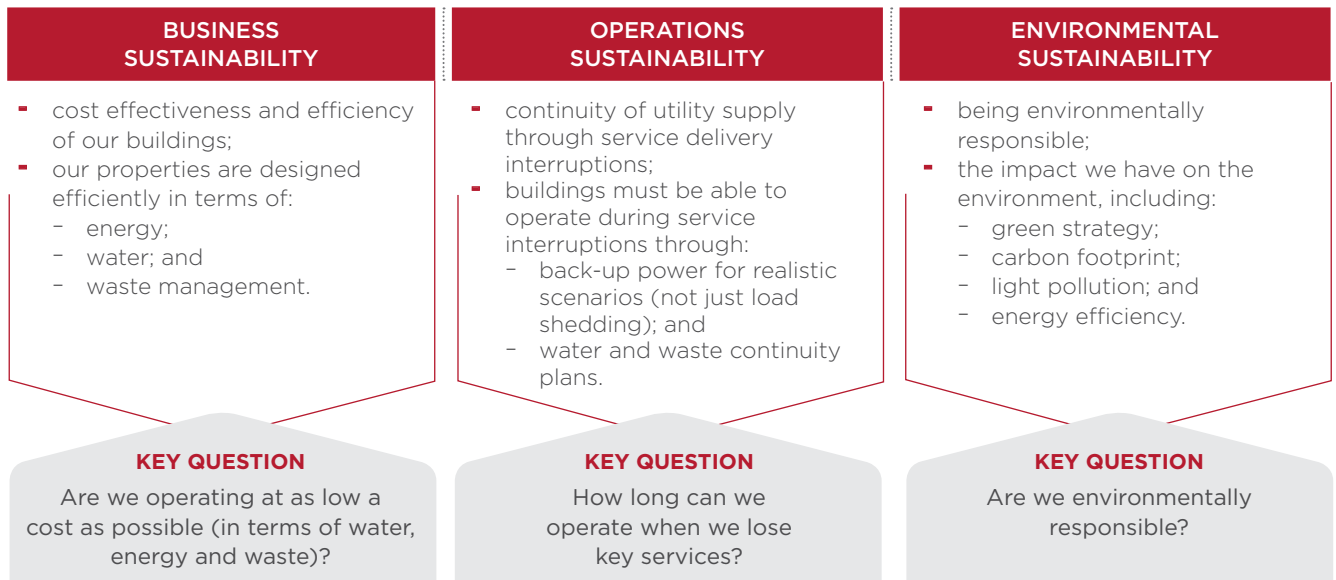 BUSINESS
SUSTAINABILITY
- cost effectiveness and efficiency
of our buildings;
- our properties are designed
efficiently in terms of:
- energy;
- water; and
- waste management.
KEY QUESTION
Are we operating at as low a
cost as possible (in terms of water,
energy and waste)?
OPERATIONS
SUSTAINABILITY
- continuity of utility supply
through service delivery
interruptions;
- buildings must be able to
operate during service
interruptions through:
- back-up power for realistic
scenarios (not just load
shedding); and
- water and waste continuity
plans.
KEY QUESTION
How long can we
operate when we lose
key services?
ENVIRONMENTAL
SUSTAINABILITY
- being environmentally
responsible;
- the impact we have on the
environment, including:
- green strategy;
- carbon footprint;
- light pollution; and
- energy efficiency.
KEY QUESTION
Are we environmentally
responsible?